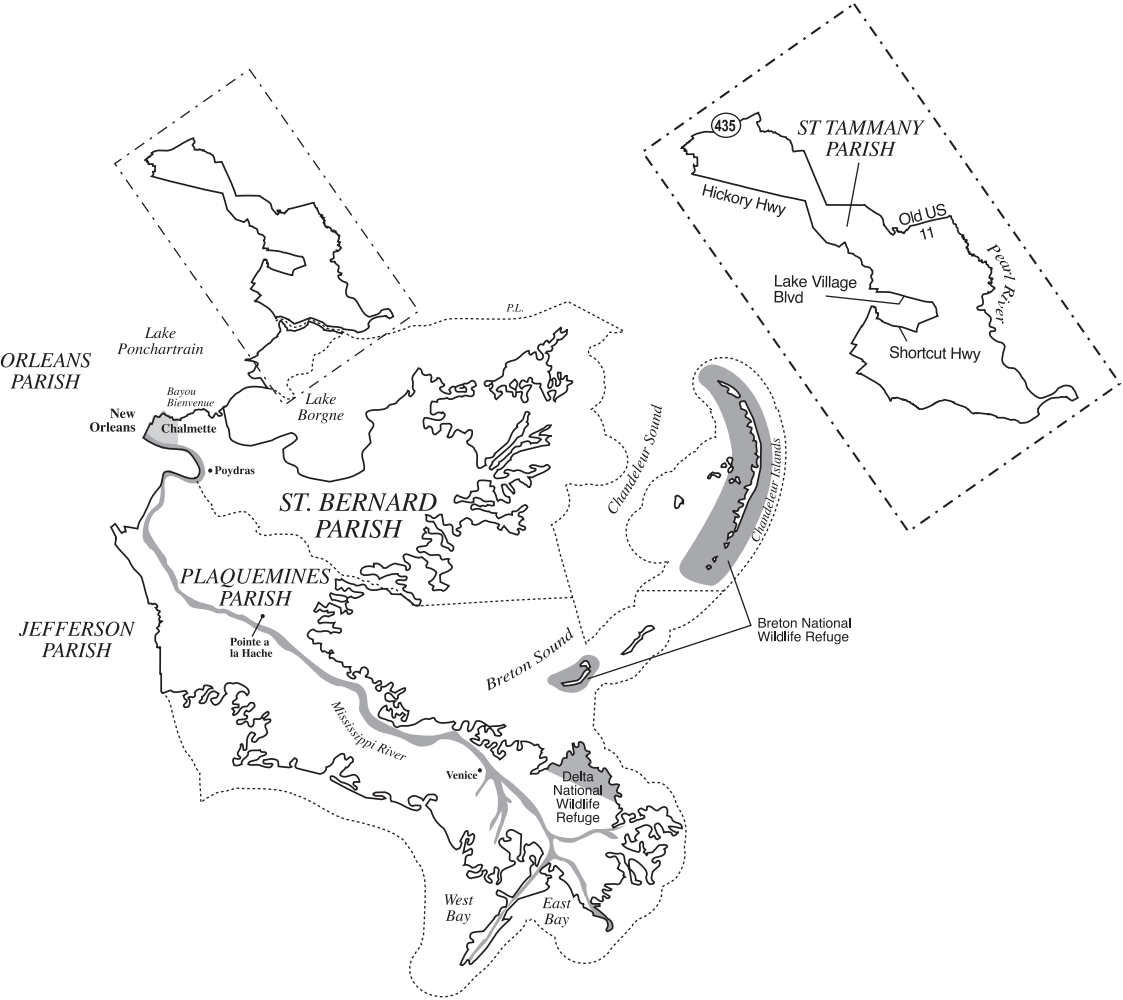 435
ST TAMMANY
PARISH
Hickory Hwy
Old US
11
Pearl River
Lake Village
Blvd
Shortcut Hwy
P.L.
Lake
Ponchartrain
ORLEANS
PARISH
Bayou
Bienvenue
Lake
Borgne
New
Orleans
Chalmette
Poydras
Chandeleur Sound
Chandeleur Islands
ST. BERNARD
PARISH
PLAQUEMINES
PARISH
JEFFERSON
PARISH
Pointe a
la Hache
Breton Sound
Breton National
Wildlife Refuge
Mississippi River
Venice
Delta
National
Wildlife
Refuge
West
Bay
East
Bay